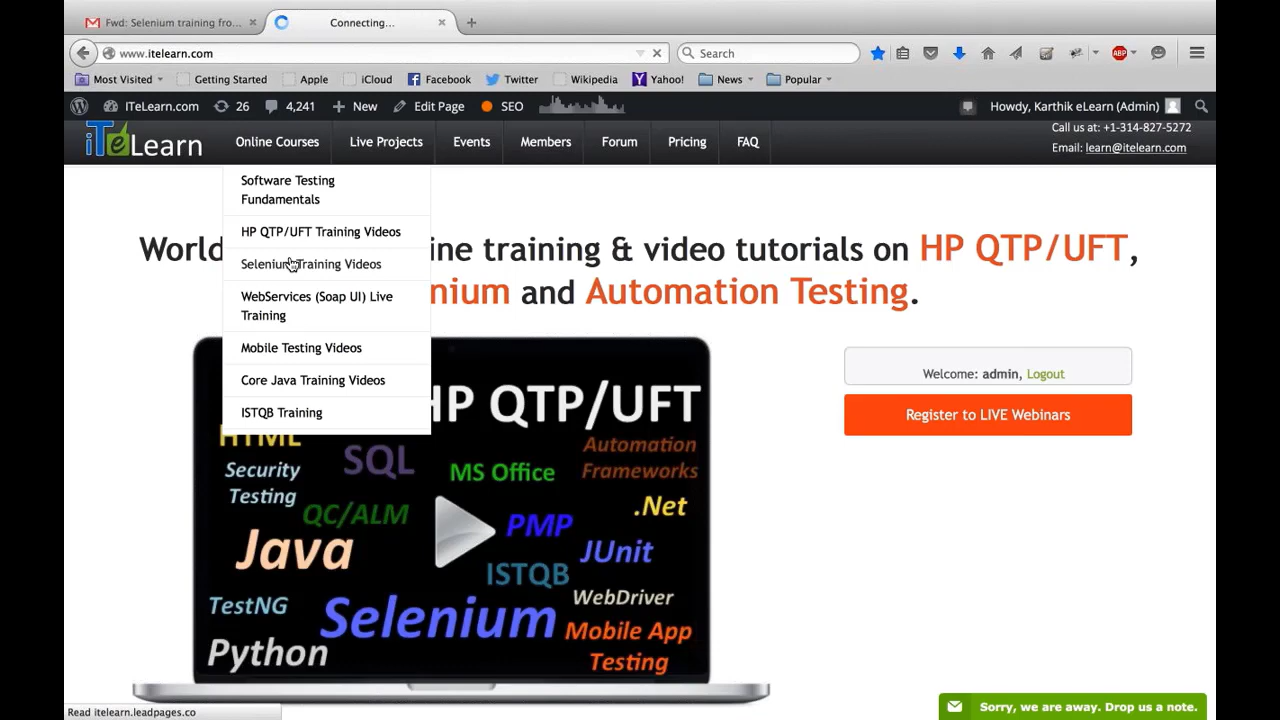 Fwd: Selenium training fro...
Connecting...
www.itelearn.com
Search
Most Visited
Getting Started
Apple
iCloud
Facebook
Twitter
Wikipedia
Yahoo!
News
Popular
ITeLearn.com
26
4,241
New
Edit Page
SEO
Howdy, Karthik eLearn (Admin)
iTeLearn
Online Courses
Live Projects
Events
Members
Forum
Pricing
FAQ
Call us at: +1-314-827-5272
Email: learn@itelearn.com
Software Testing
Fundamentals
HP QTP/UFT Training Videos
Selenium Training Videos
WebServices (Soap UI) Live
Training
Mobile Testing Videos
Core Java Training Videos
ISTQB Training
World ine training & video tutorials on HP QTP/UFT,
nium and Automation Testing.
Welcome: admin, Logout
Register to LIVE Webinars
HP QTP/UFT
HTML
SQL
MS Office
Automation
Frameworks
Security
Testing
QC/ALM
.Net
PMP
Java
JUnit
ISTQB
WebDriver
TestNG
Selenium
Mobile App
Testing
Python
Read itelearn.leadpages.co
Sorry, we are away. Drop us a note.